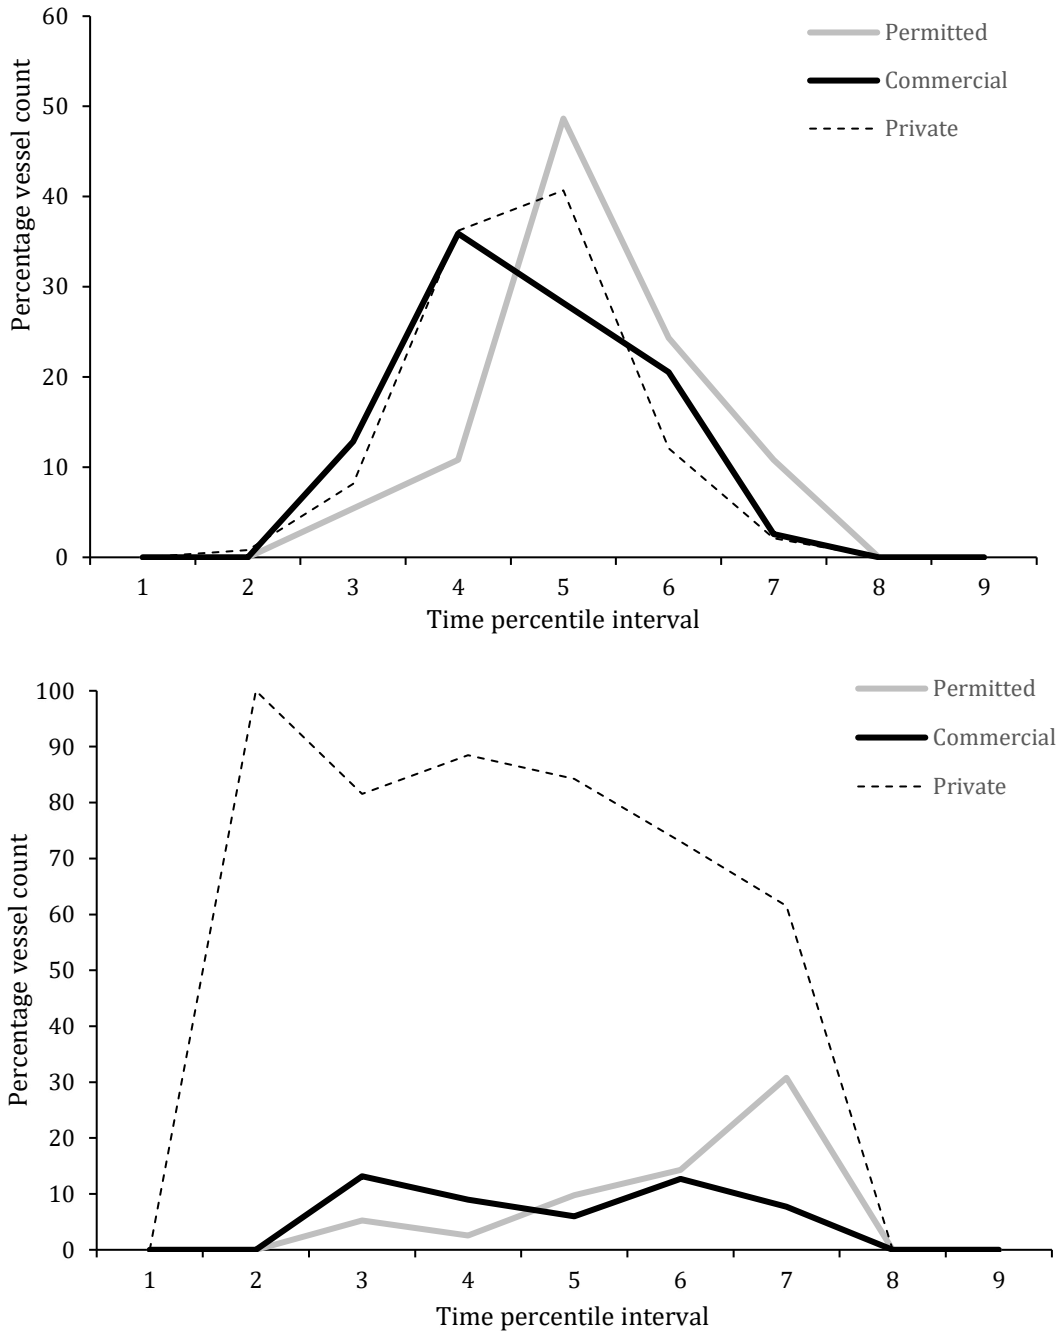 60
50
40
30
20
10
0
Percentage vessel count
Permitted
Commercial
Private
1 2 3 4 5 6 7 8 9
Time percentile interval
100
90
80
70
60
50
40
30
20
10
0
Percentage vessel count
Permitted
Commercial
Private
1 2 3 4 5 6 7 8 9
Time percentile interval